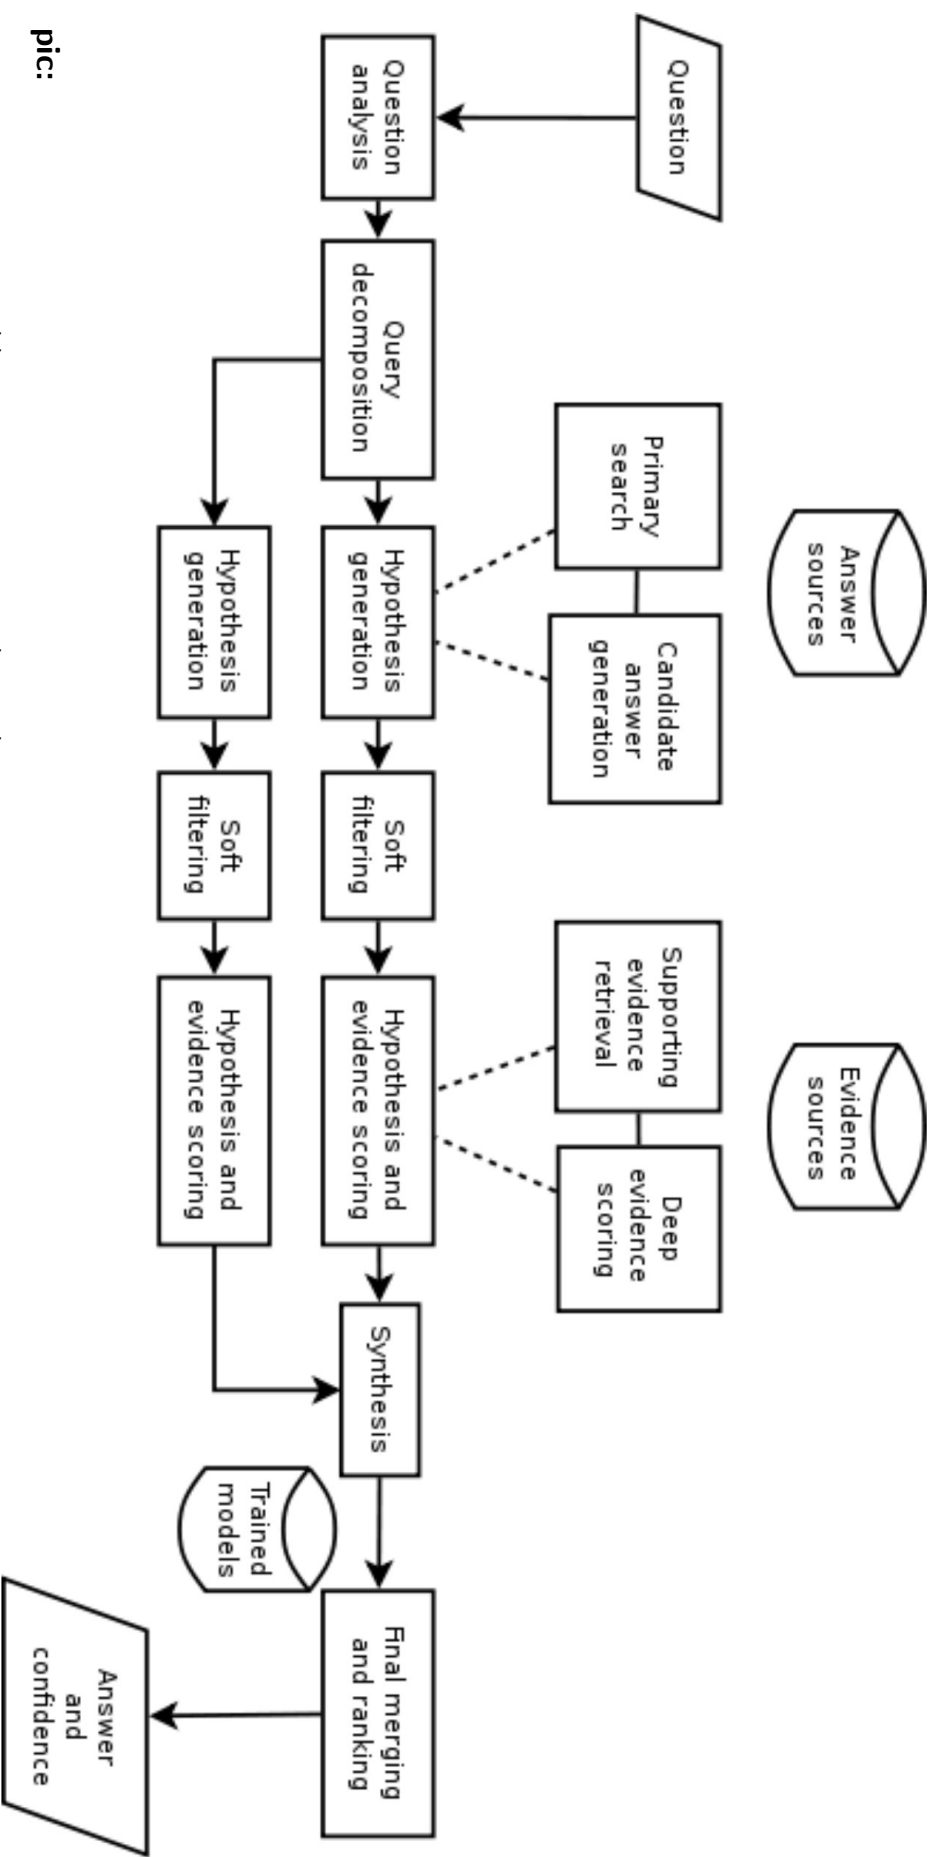 Answer
sources
Evidence
sources
Question
Primary
search
Candidate
answer
generation
Supporting
evidence
retrieval
Deep
evidence
scoring
Question
analysis
Query
decomposition
Hypothesis
generation
Soft
filtering
Hypothesis and
evidence scoring
Synthesis
Final merging
and ranking
Hypothesis
generation
Soft
filtering
Hypothesis and
evidence scoring
Trained
models
Answer
and
confidence
pic: